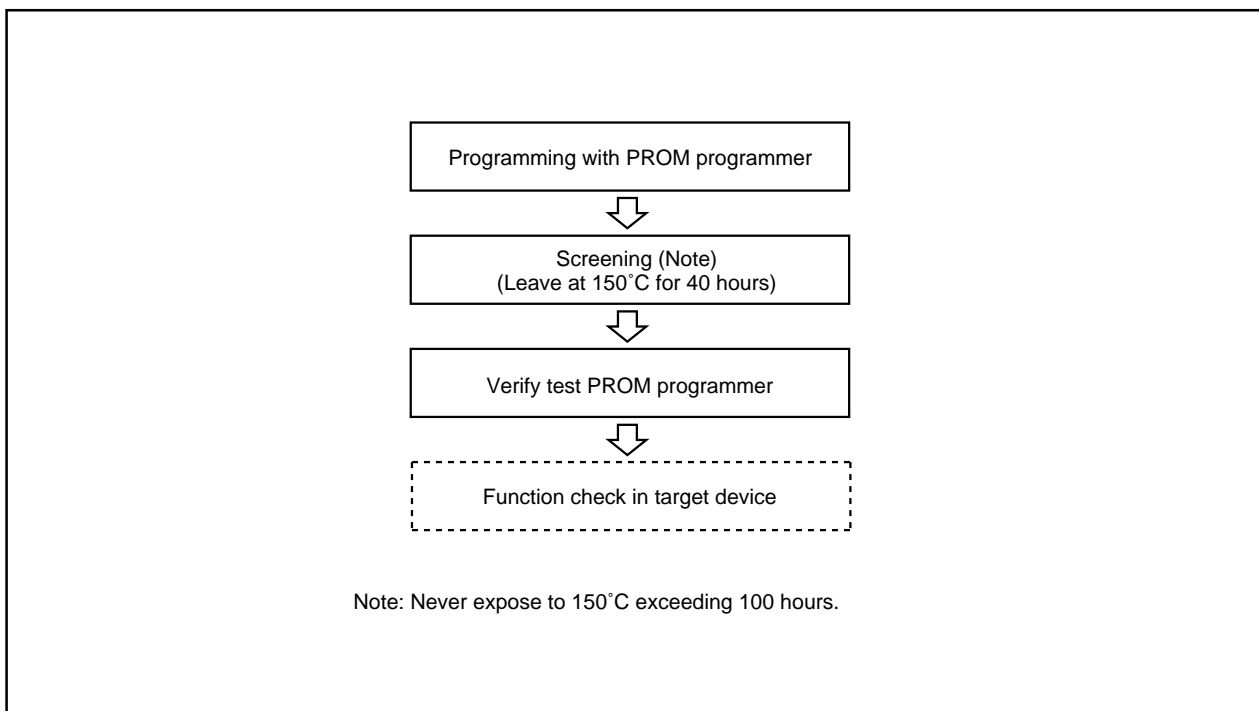 Programming with PROM programmer
Screening (Note)
(Leave at 150˚C for 40 hours)
Verify test PROM programmer
Function check in target device
Note: Never expose to 150˚C exceeding 100 hours.